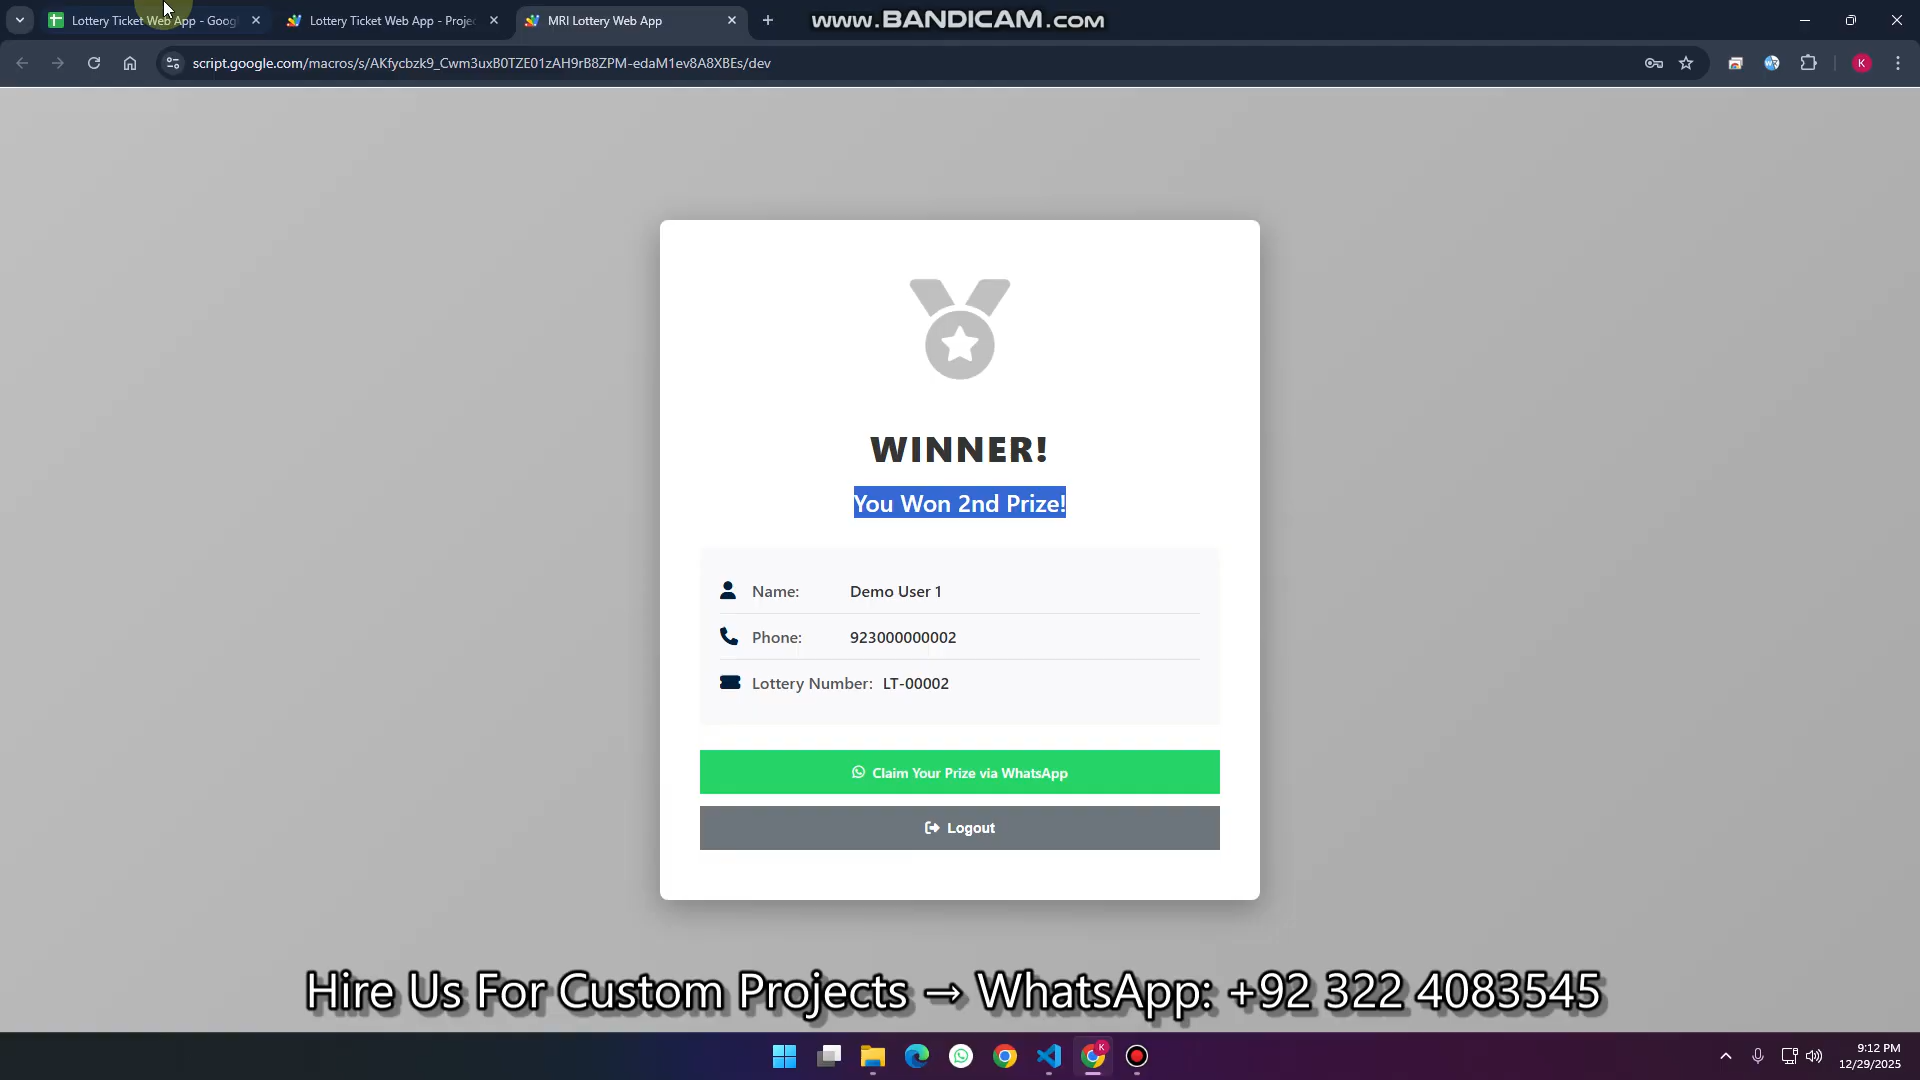 Lottery Ticket Web App - Goog
Lottery Ticket Web App - Projec
MRI Lottery Web App
www.BANDICAM.com
script.google.com/macros/s/AKfycbzk9_Cwm3uxB0TZE01zAH9rB8ZPM-edaM1ev8A8XBEs/dev
K
WINNER!
You Won 2nd Prize!
Name: Demo User 1
Phone: 923000000002
Lottery Number: LT-00002
Claim Your Prize via WhatsApp
Logout
Hire Us For Custom Projects → WhatsApp: +92 322 4083545
K
9:12 PM
12/29/2025